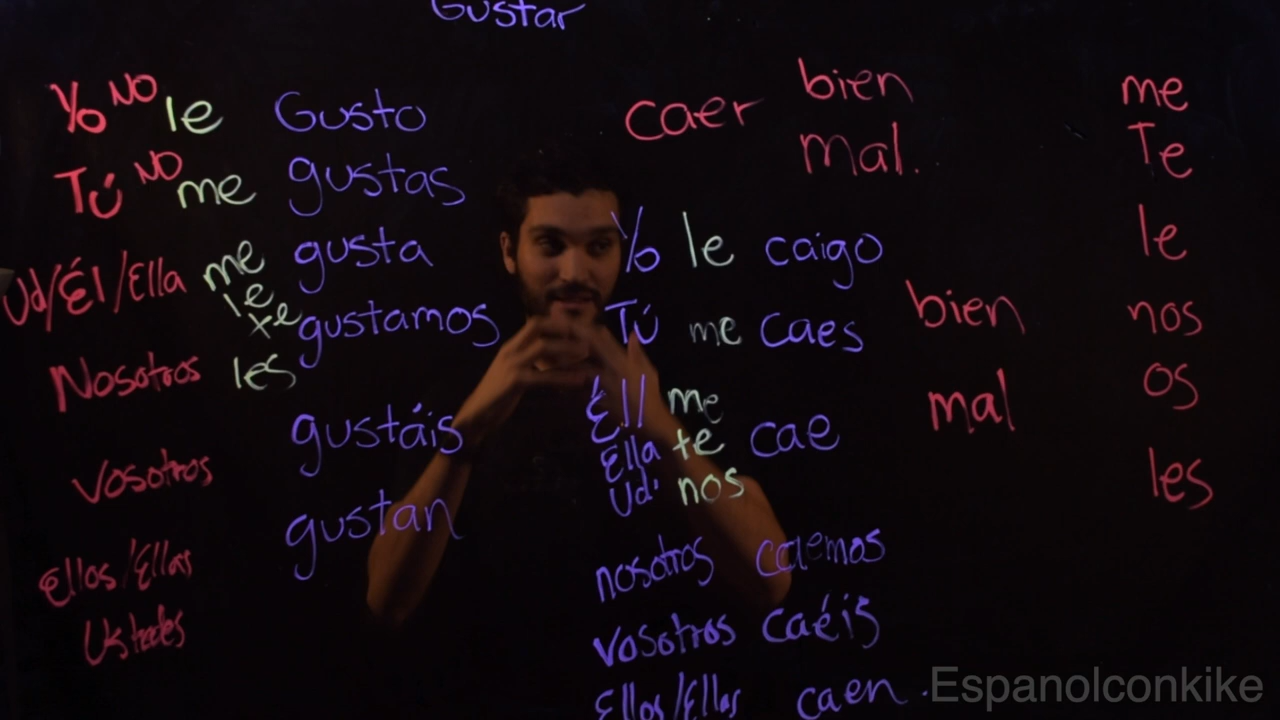 Gustar
Yo NO le Gusto
Tú NO me gustas
Ud/Él/Ella me gusta
le
te
gustamos
Nosotros les
gustáis
Vosotros
gustan
Ellos/Ellas
Ustedes
caer bien
mal.
Yo le caigo
Tú me caes
bien
mal
Éll me
Ella te cae
Ud. nos
nosotros caemos
vosotros caéis
Ellos/Ellas caen.
me
Te
le
nos
os
les
Espanolconkike